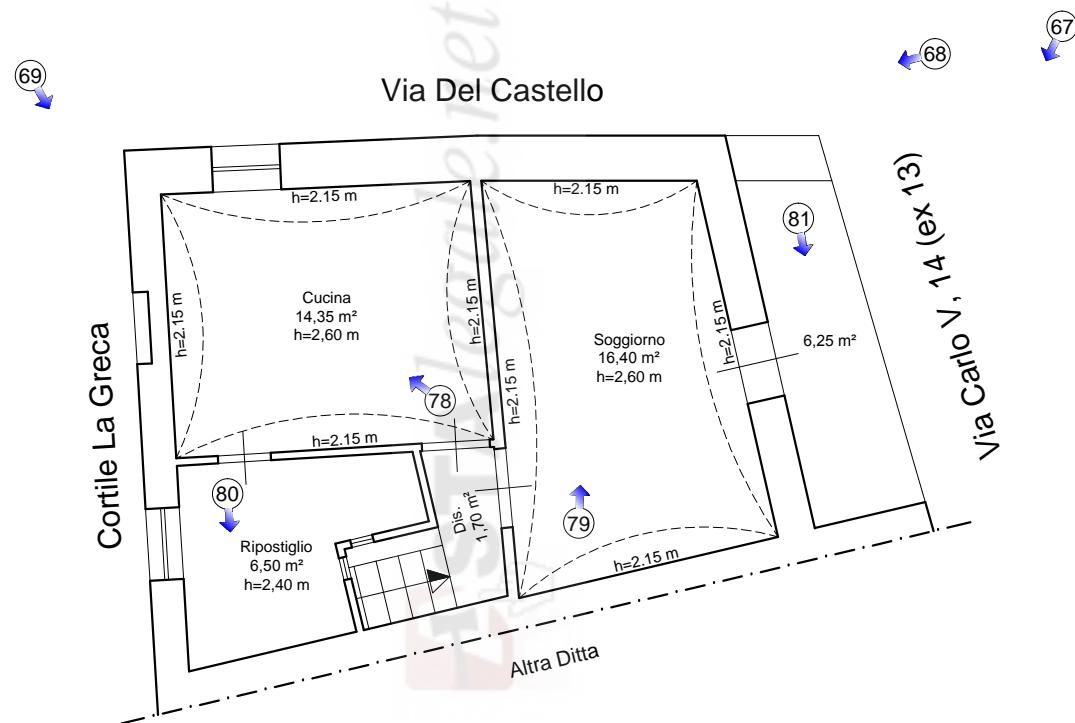 67
68
69
Via Del Castello
h=2.15 m
h=2.15 m
81
Via Carlo V, 14 (ex 13)
Cucina
14,35 m²
h=2,60 m
h=2.15 m
h=2.15 m
h=2.15 m
Soggiorno
16,40 m²
h=2,60 m
6,25 m²
h=2.15 m
78
h=2.15 m
Cortile La Greca
80
Dis.
1,70 m²
79
Ripostiglio
6,50 m²
h=2,40 m
h=2.15 m
Altra Ditta